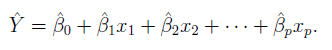 Ŷ = β̂₀ + β̂₁x₁ + β̂₂x₂ + ··· + β̂ₚxₚ.